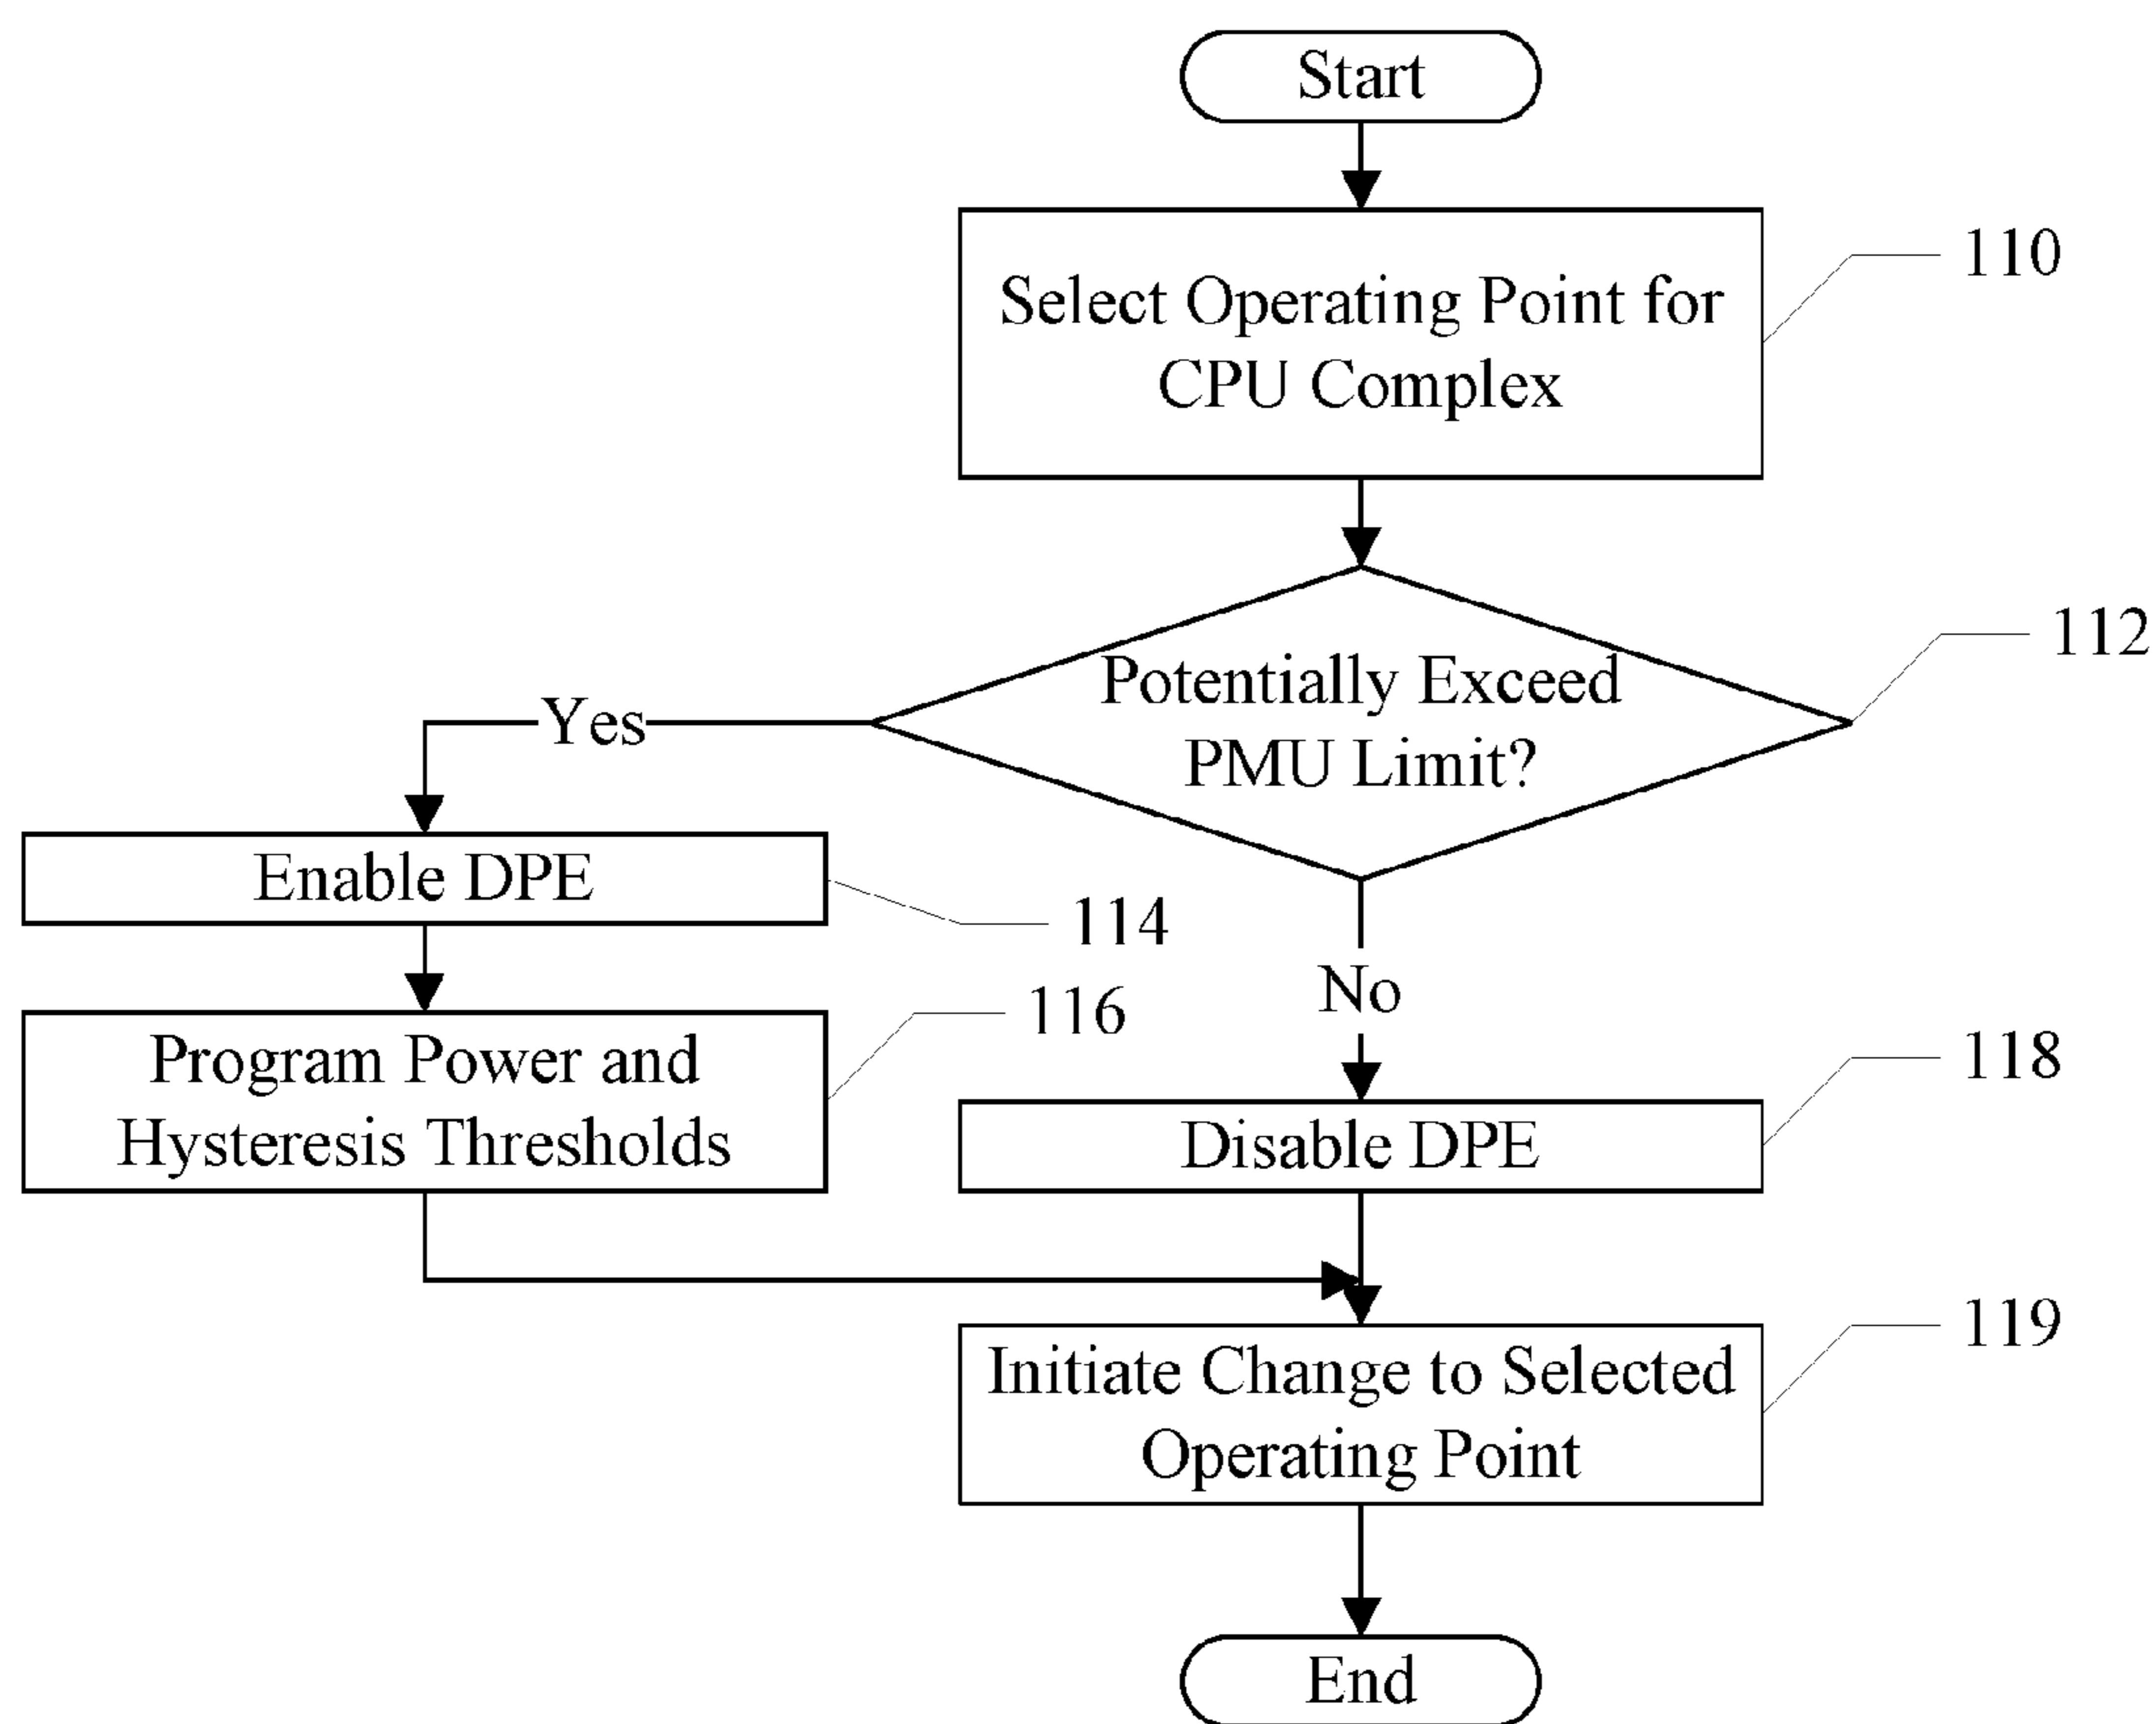 Start
Select Operating Point for
CPU Complex
110
Potentially Exceed
PMU Limit?
112
Yes
Enable DPE
114
No
Program Power and
Hysteresis Thresholds
116
Disable DPE
118
Initiate Change to Selected
Operating Point
119
End